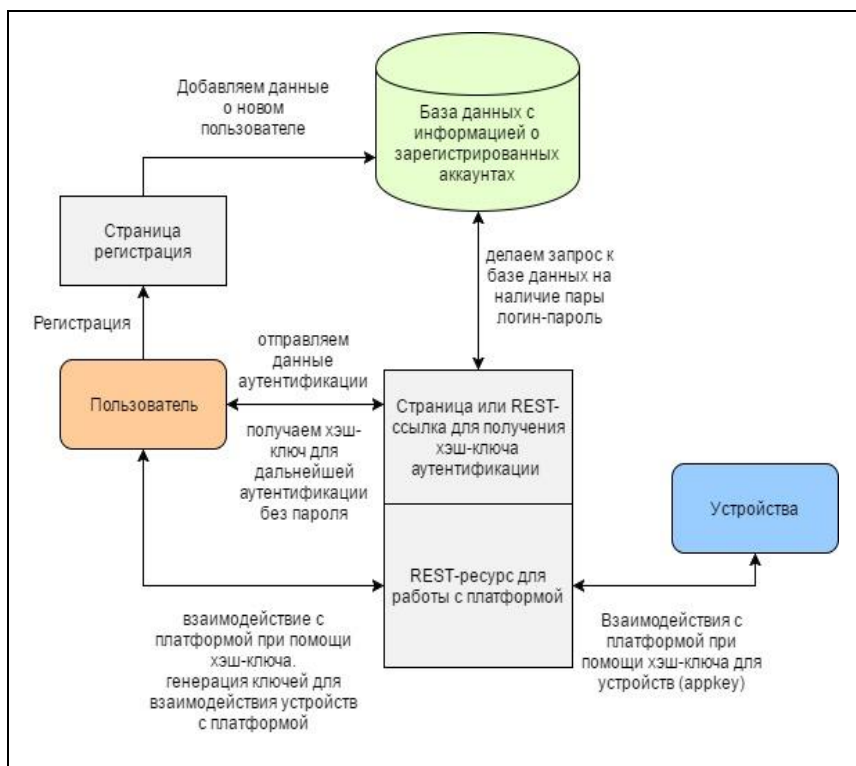 Добавляем данные
о новом
пользователе
База данных с
информацией о
зарегистрированных
аккаунтах
Страница
регистрация
делаем запрос к
базе данных на
наличие пары
логин-пароль
Регистрация
отправляем
данные
аутентификации
Пользователь
Страница или REST-
ссылка для получения
хэш-ключа
аутентификации
получаем хэш-
ключ для
дальнейшей
аутентификации
без пароля
Устройства
REST-ресурс для
работы с платформой
взаимодействие с
платформой при помощи
хэш-ключа.
генерация ключей для
взаимодействия устройств
с платформой
Взаимодействия с
платформой при
помощи хэш-ключа для
устройств (appkey)